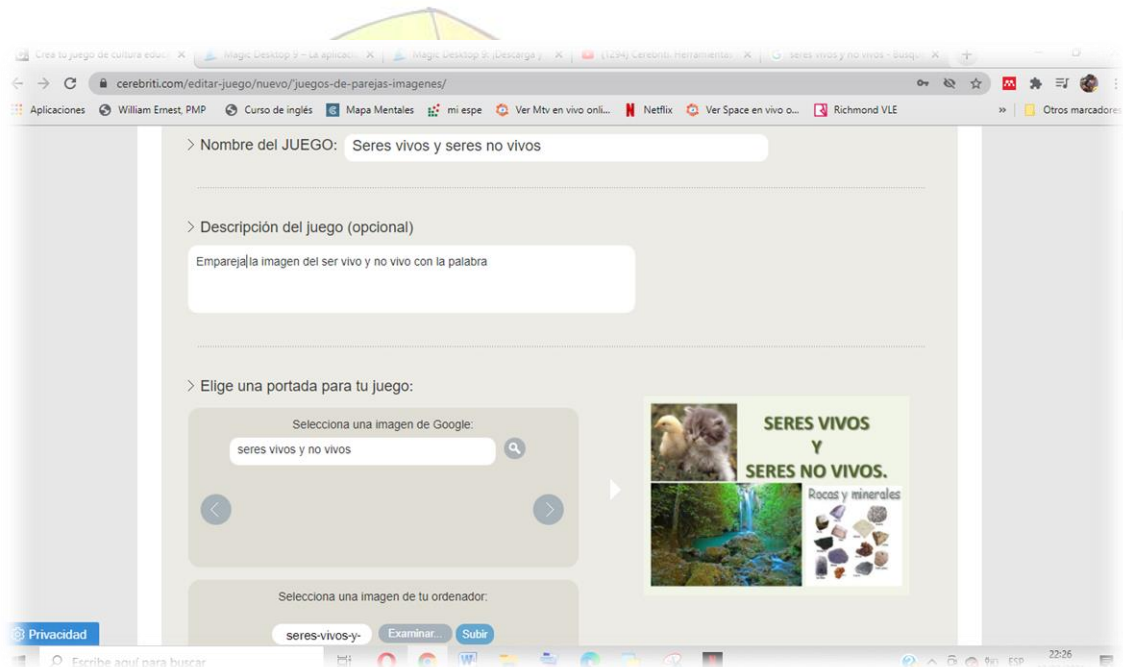 Crea tu juego de cultura educ
Magic Desktop 9 – La aplicaci
Magic Desktop 9: ¡Descarga y
(1294) Cerebriti. Herramientas
seres vivos y no vivos - Búsqu
cerebriti.com/editar-juego/nuevo/'juegos-de-parejas-imagenes/
Aplicaciones William Ernest, PMP Curso de inglés Mapa Mentales mi espe Ver Mtv en vivo onli... Netflix Ver Space en vivo o... Richmond VLE » Otros marcadores
> Nombre del JUEGO: Seres vivos y seres no vivos
> Descripción del juego (opcional)
Empareja la imagen del ser vivo y no vivo con la palabra
> Elige una portada para tu juego:
Selecciona una imagen de Google:
seres vivos y no vivos
SERES VIVOS
Y
SERES NO VIVOS.
Rocas y minerales
Selecciona una imagen de tu ordenador:
seres-vivos-y- Examinar... Subir
Privacidad
Escribe aquí para buscar
ESP 22:26